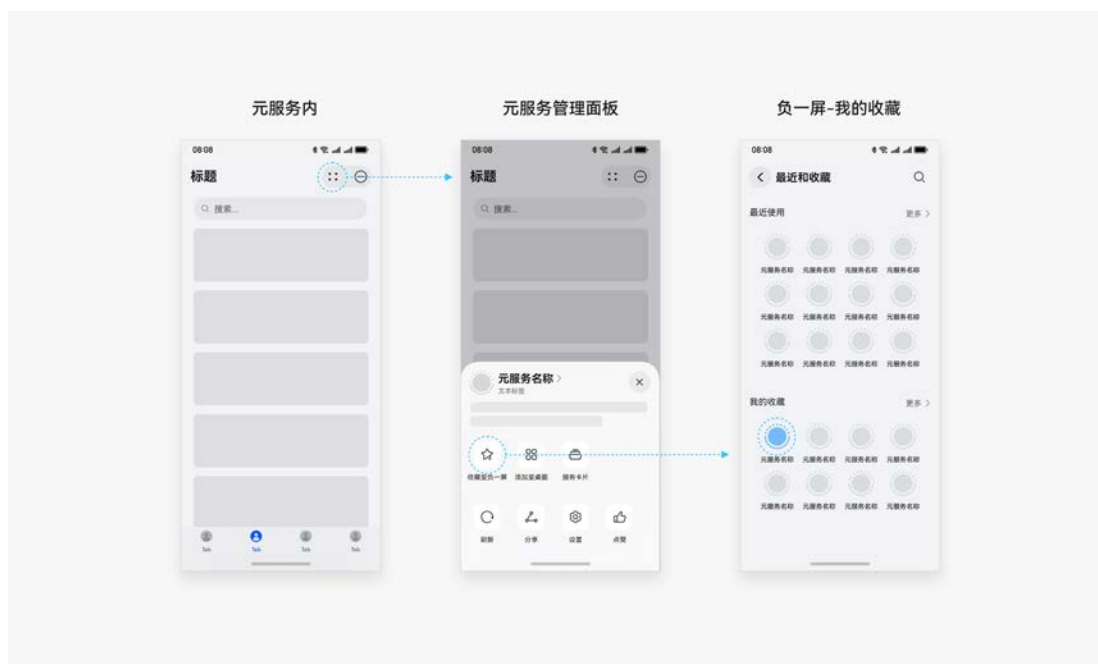 元服务内
元服务管理面板
负一屏-我的收藏
08:08
标题
搜索...
Tab Tab Tab Tab
08:08
标题
搜索...
元服务名称
文本标签
收藏至负一屏 添加至桌面 服务卡片
刷新 分享 设置 点赞
08:08
最近和收藏
最近使用 更多
元服务名称 元服务名称 元服务名称 元服务名称
元服务名称 元服务名称 元服务名称 元服务名称
元服务名称 元服务名称 元服务名称 元服务名称
我的收藏 更多
元服务名称 元服务名称 元服务名称 元服务名称
元服务名称 元服务名称 元服务名称 元服务名称